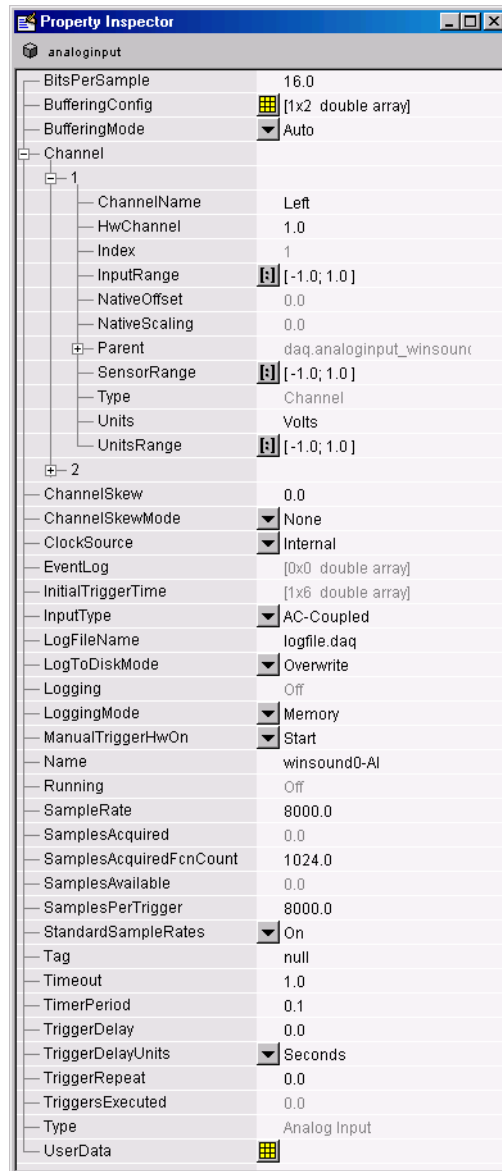 Property Inspector
analoginput
BitsPerSample 16.0
BufferingConfig [1x2 double array]
BufferingMode Auto
Channel
1
ChannelName Left
HwChannel 1.0
Index 1
InputRange [:] [ -1.0; 1.0 ]
NativeOffset 0.0
NativeScaling 0.0
Parent daq.analoginput_winsound
SensorRange [:] [ -1.0; 1.0 ]
Type Channel
Units Volts
UnitsRange [:] [ -1.0; 1.0 ]
2
ChannelSkew 0.0
ChannelSkewMode None
ClockSource Internal
EventLog [0x0 double array]
InitialTriggerTime [1x6 double array]
InputType AC-Coupled
LogFileName logfile.daq
LogToDiskMode Overwrite
Logging Off
LoggingMode Memory
ManualTriggerHwOn Start
Name winsound0-AI
Running Off
SampleRate 8000.0
SamplesAcquired 0.0
SamplesAcquiredFcnCount 1024.0
SamplesAvailable 0.0
SamplesPerTrigger 8000.0
StandardSampleRates On
Tag null
Timeout 1.0
TimerPeriod 0.1
TriggerDelay 0.0
TriggerDelayUnits Seconds
TriggerRepeat 0.0
TriggersExecuted 0.0
Type Analog Input
UserData